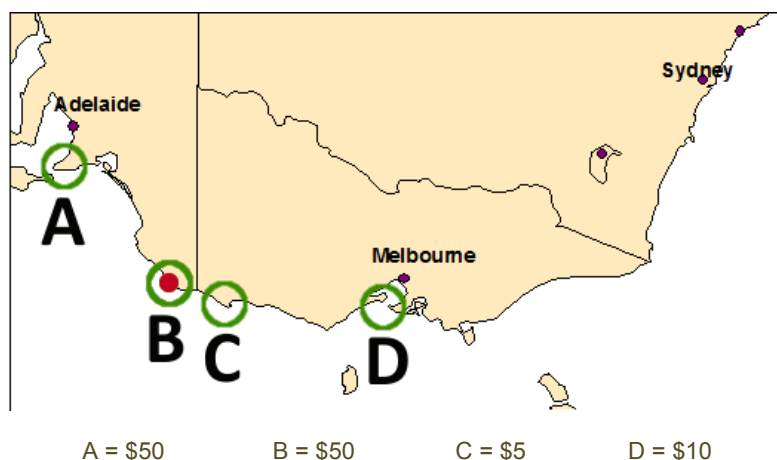 Sydney
Adelaide
A
Melbourne
B
C
D
A = $50 B = $50 C = $5 D = $10